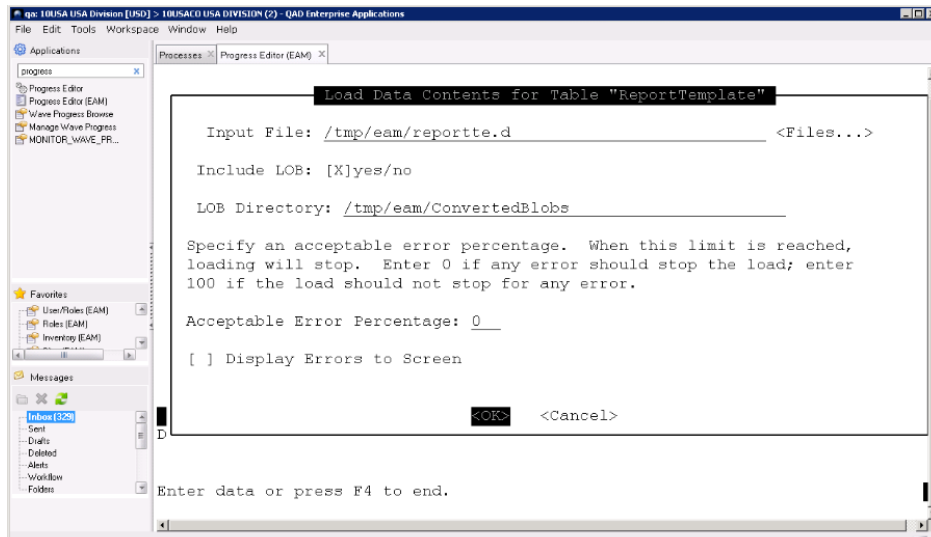 qa: 10USA USA Division [USD] > 10USACO USA DIVISION (2) - QAD Enterprise Applications
File Edit Tools Workspace Window Help
Applications
progress
Progress Editor
Progress Editor (EAM)
Wave Progress Browse
Manage Wave Progress
MONITOR_WAVE_PR...
Favorites
User/Roles (EAM)
Roles (EAM)
Inventory (EAM)
Messages
Inbox (329)
Sent
Drafts
Deleted
Alerts
Workflow
Folders
Processes
Progress Editor (EAM)
Load Data Contents for Table "ReportTemplate"
Input File: /tmp/eam/reportte.d <Files...>
Include LOB: [X]yes/no
LOB Directory: /tmp/eam/ConvertedBlobs
Specify an acceptable error percentage. When this limit is reached,
loading will stop. Enter 0 if any error should stop the load; enter
100 if the load should not stop for any error.
Acceptable Error Percentage: 0
[ ] Display Errors to Screen
<OK> <Cancel>
D
Enter data or press F4 to end.